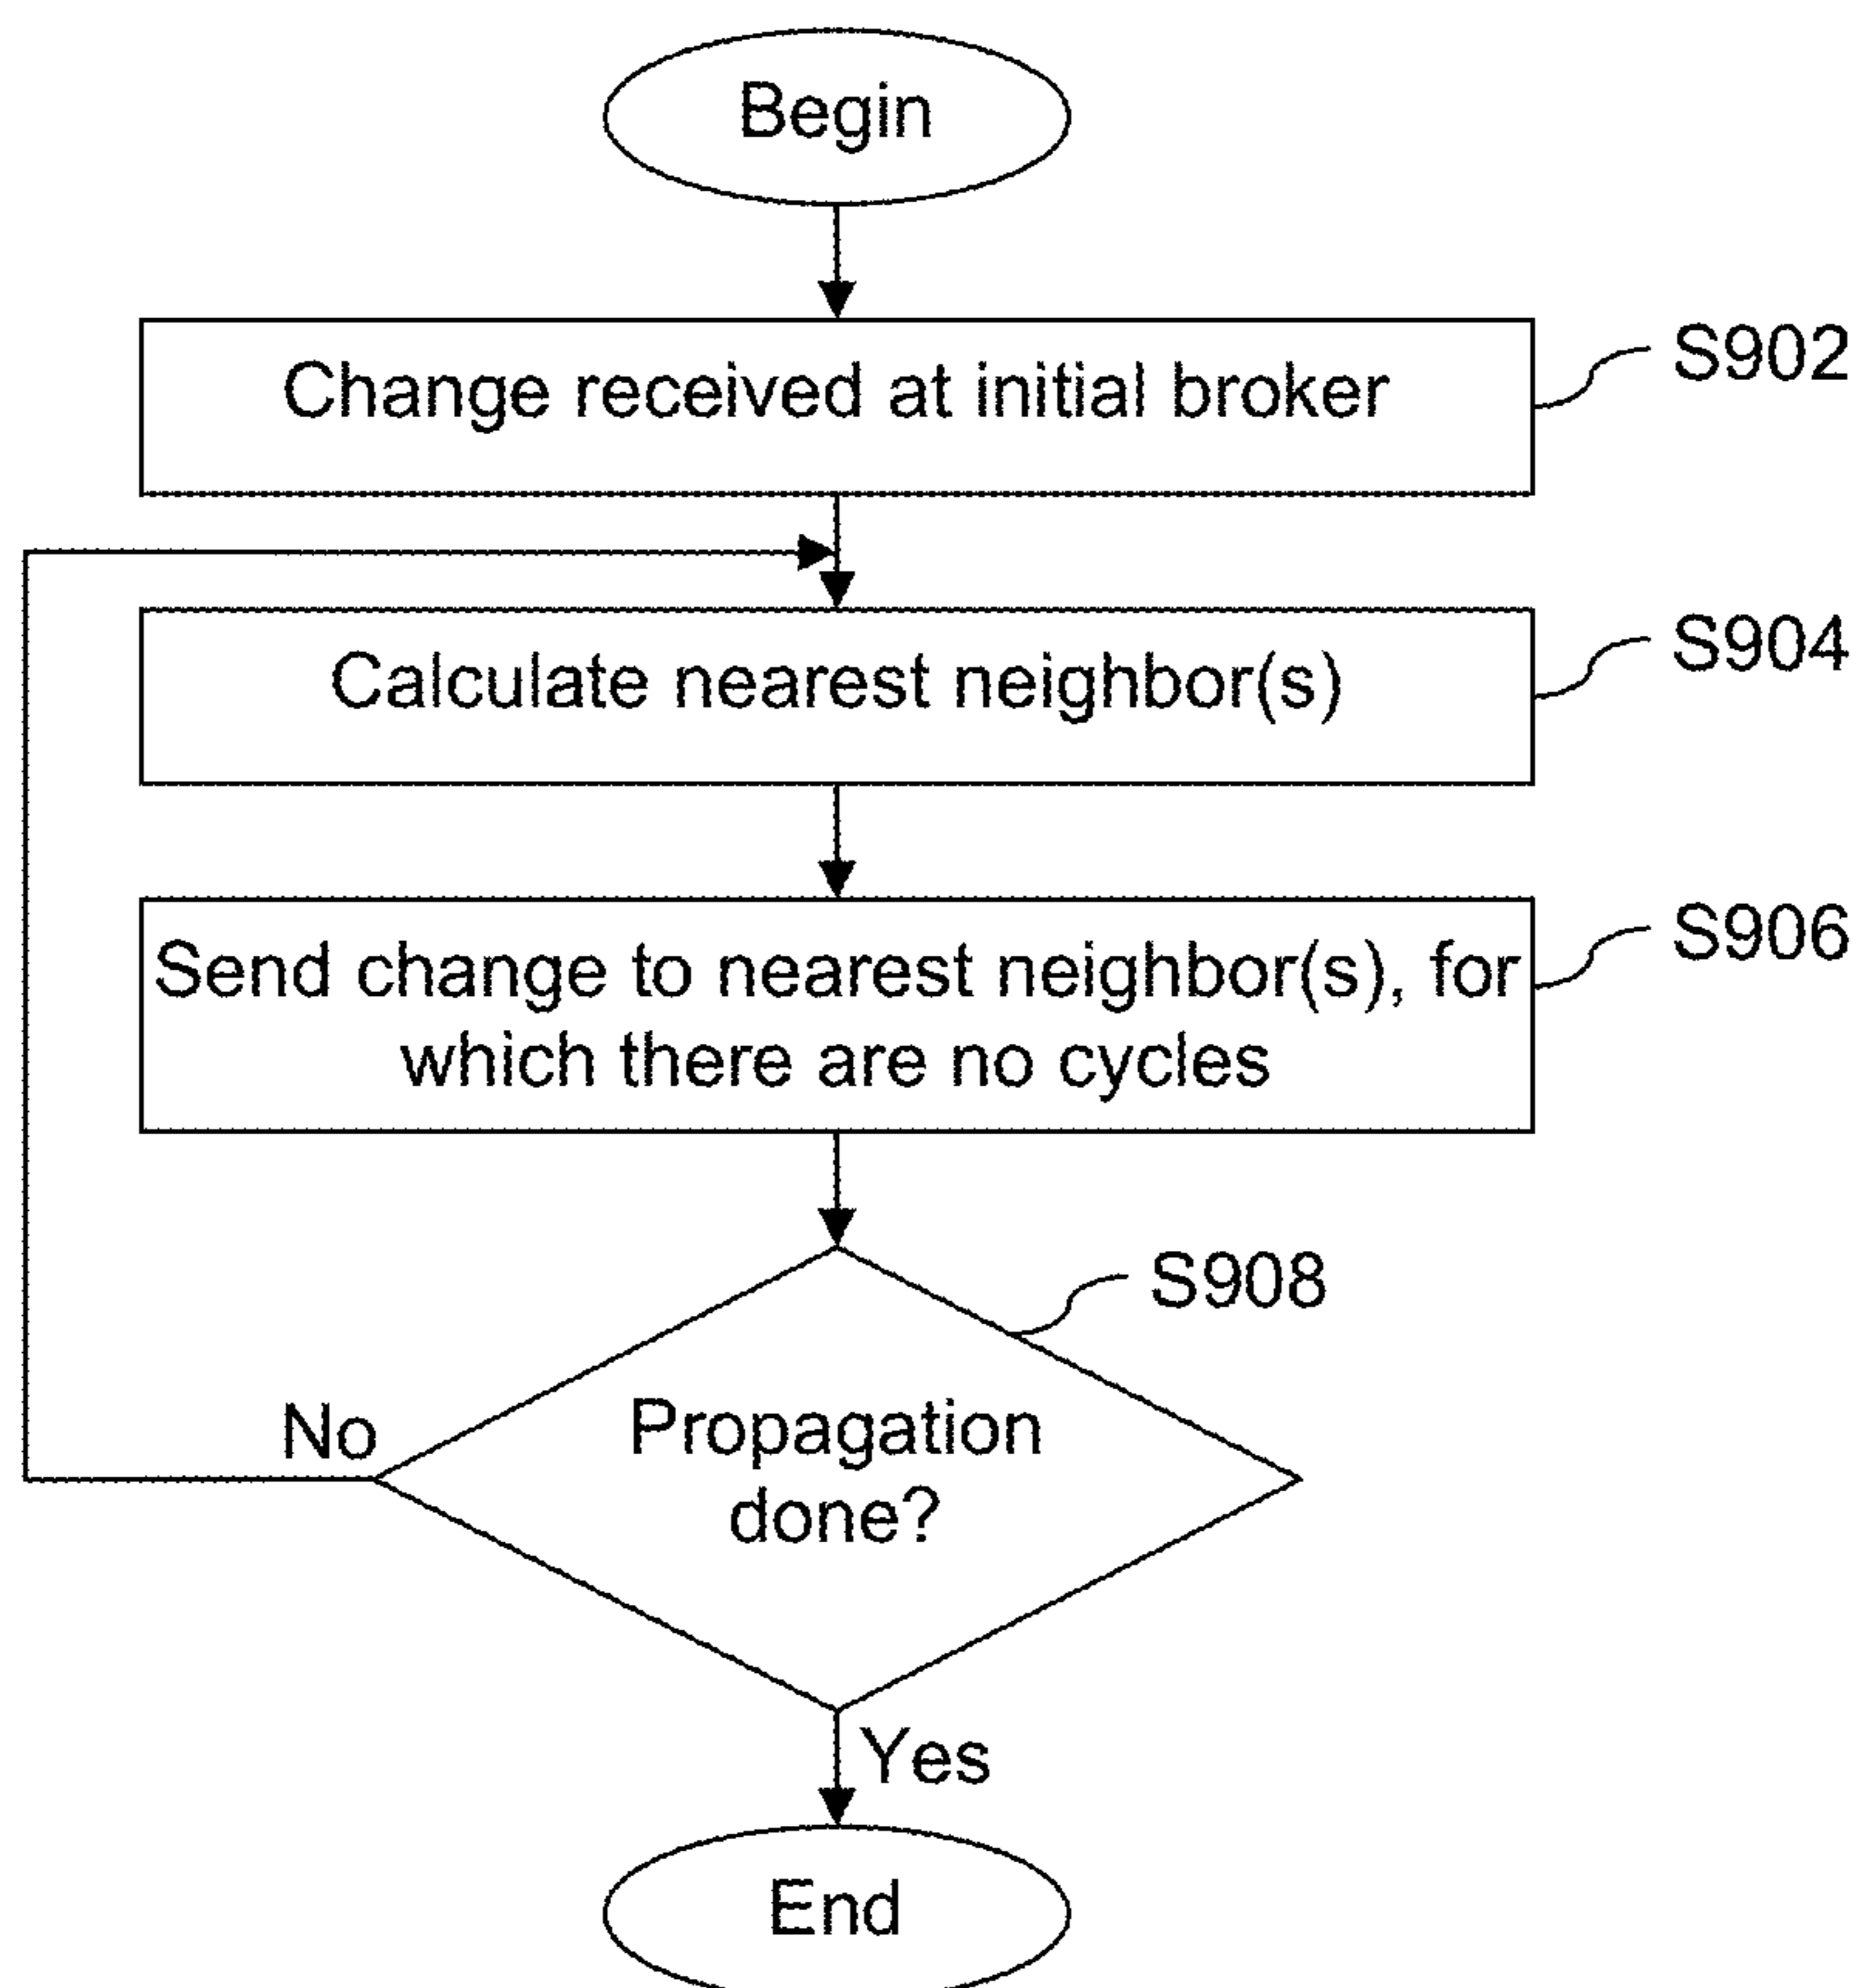 Begin
Change received at initial broker
S902
Calculate nearest neighbor(s)
S904
Send change to nearest neighbor(s), for
which there are no cycles
S906
S908
Propagation
done?
No
Yes
End